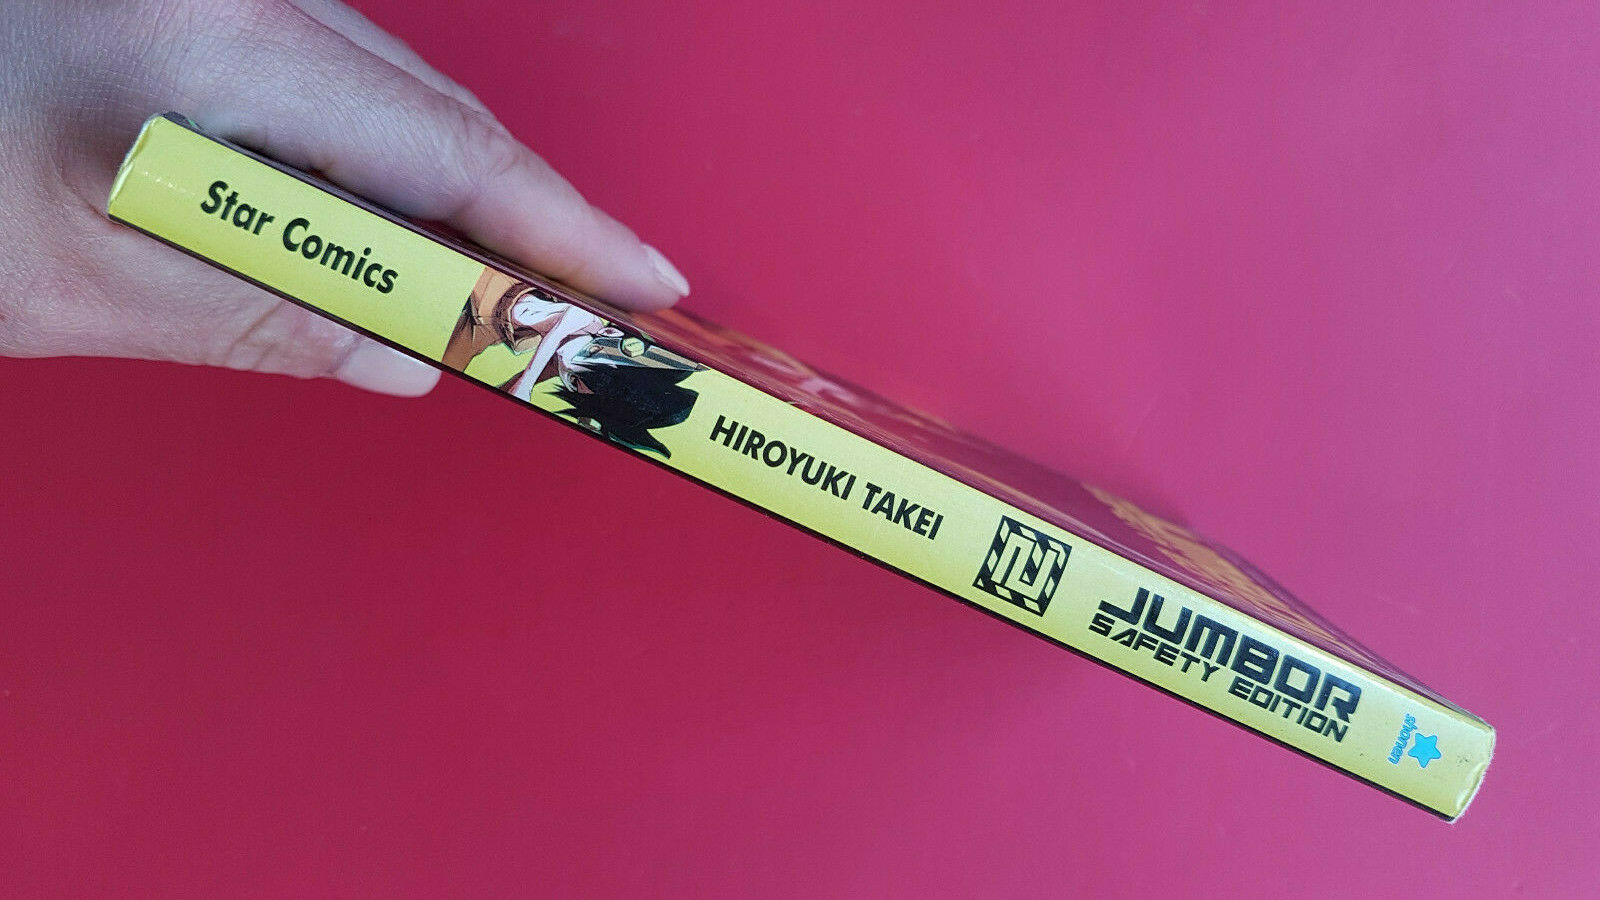 Star Comics
HIROYUKI TAKEI
JUMBOR
SAFETY EDITION
shonen